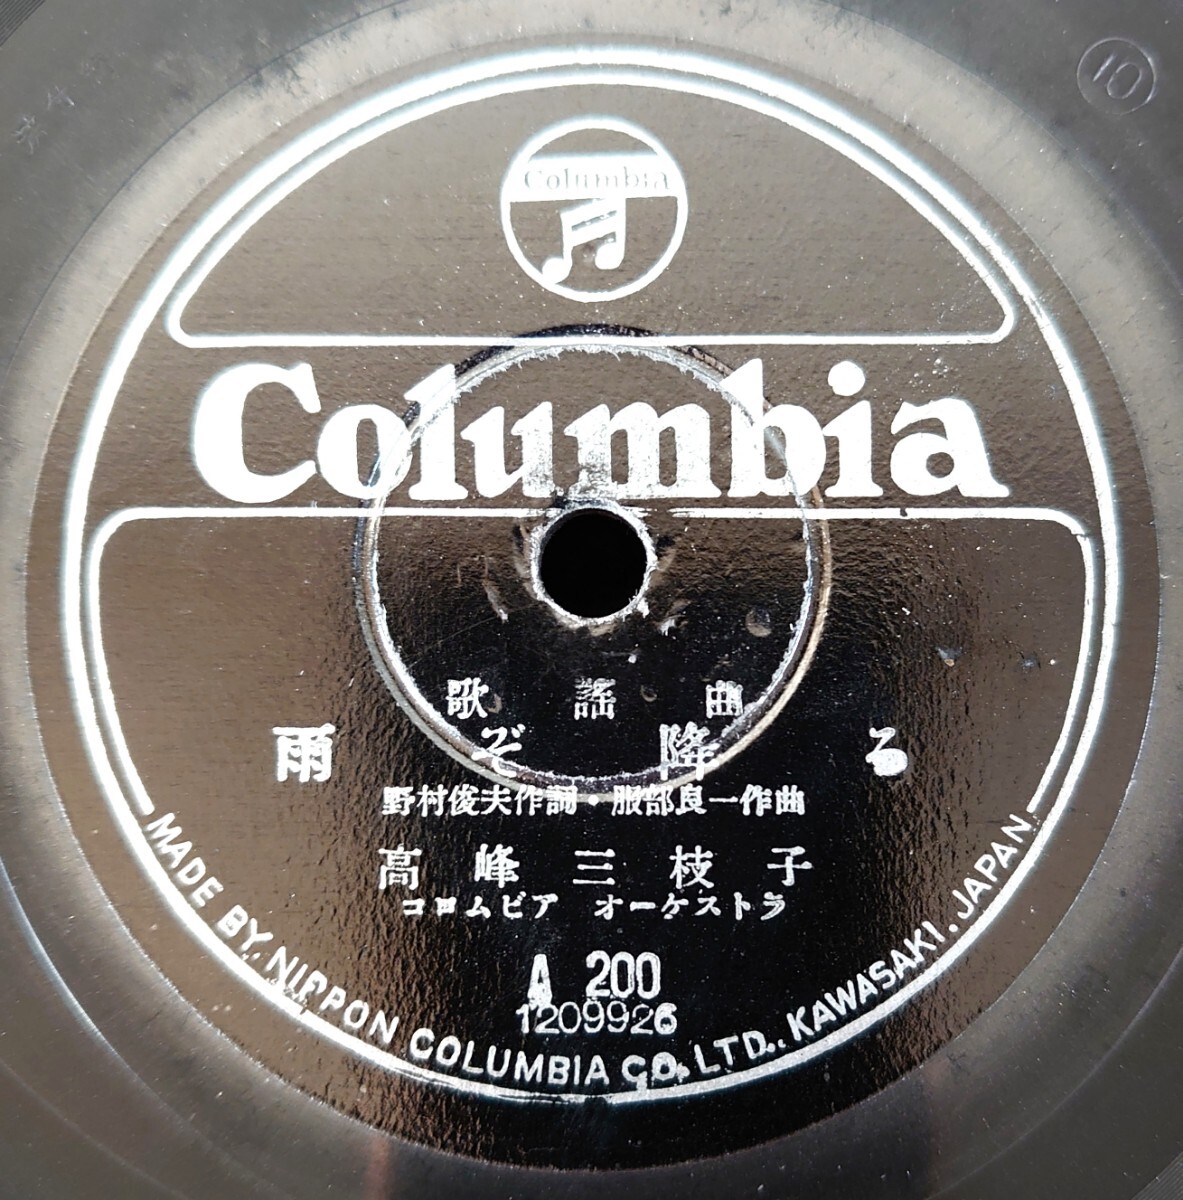 10
Columbia
Columbia
歌謡曲
雨ぞ降る
野村俊夫作詞・服部良一作曲
高峰三枝子
コロムビア オーケストラ
A 200
1209926
MADE BY NIPPON COLUMBIA CO., LTD., KAWASAKI, JAPAN